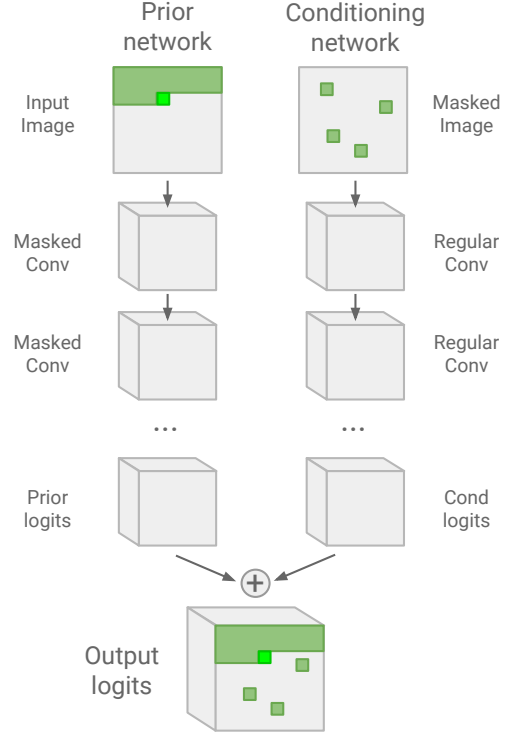 Prior
network
Conditioning
network
Input
Image
Masked
Image
Masked
Conv
Regular
Conv
Masked
Conv
Regular
Conv
...
...
Prior
logits
Cond
logits
+
Output
logits